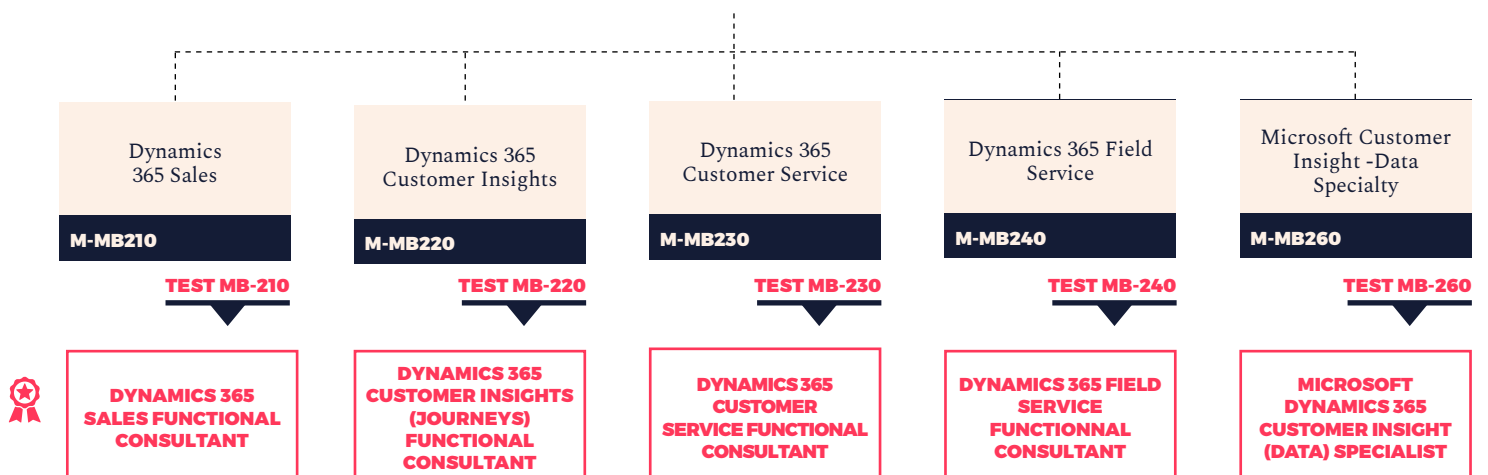 Dynamics
365 Sales
M-MB210
TEST MB-210
DYNAMICS 365
SALES FUNCTIONAL
CONSULTANT
Dynamics 365
Customer Insights
M-MB220
TEST MB-220
DYNAMICS 365
CUSTOMER INSIGHTS
(JOURNEYS)
FUNCTIONAL
CONSULTANT
Dynamics 365
Customer Service
M-MB230
TEST MB-230
DYNAMICS 365
CUSTOMER
SERVICE FUNCTIONAL
CONSULTANT
Dynamics 365 Field
Service
M-MB240
TEST MB-240
DYNAMICS 365 FIELD
SERVICE
FUNCTIONNAL
CONSULTANT
Microsoft Customer
Insight -Data
Specialty
M-MB260
TEST MB-260
MICROSOFT
DYNAMICS 365
CUSTOMER INSIGHT
(DATA) SPECIALIST